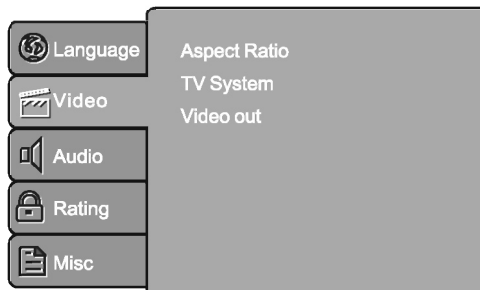 Language
Video
Audio
Rating
Misc
Aspect Ratio
TV System
Video out